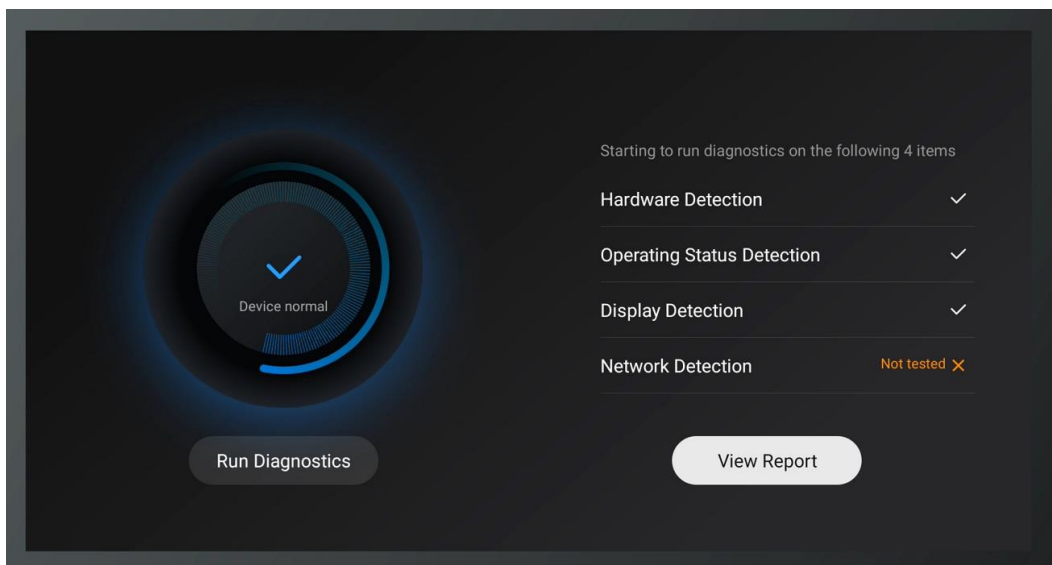 Starting to run diagnostics on the following 4 items
Hardware Detection
Operating Status Detection
Display Detection
Network Detection Not tested
Device normal
Run Diagnostics
View Report